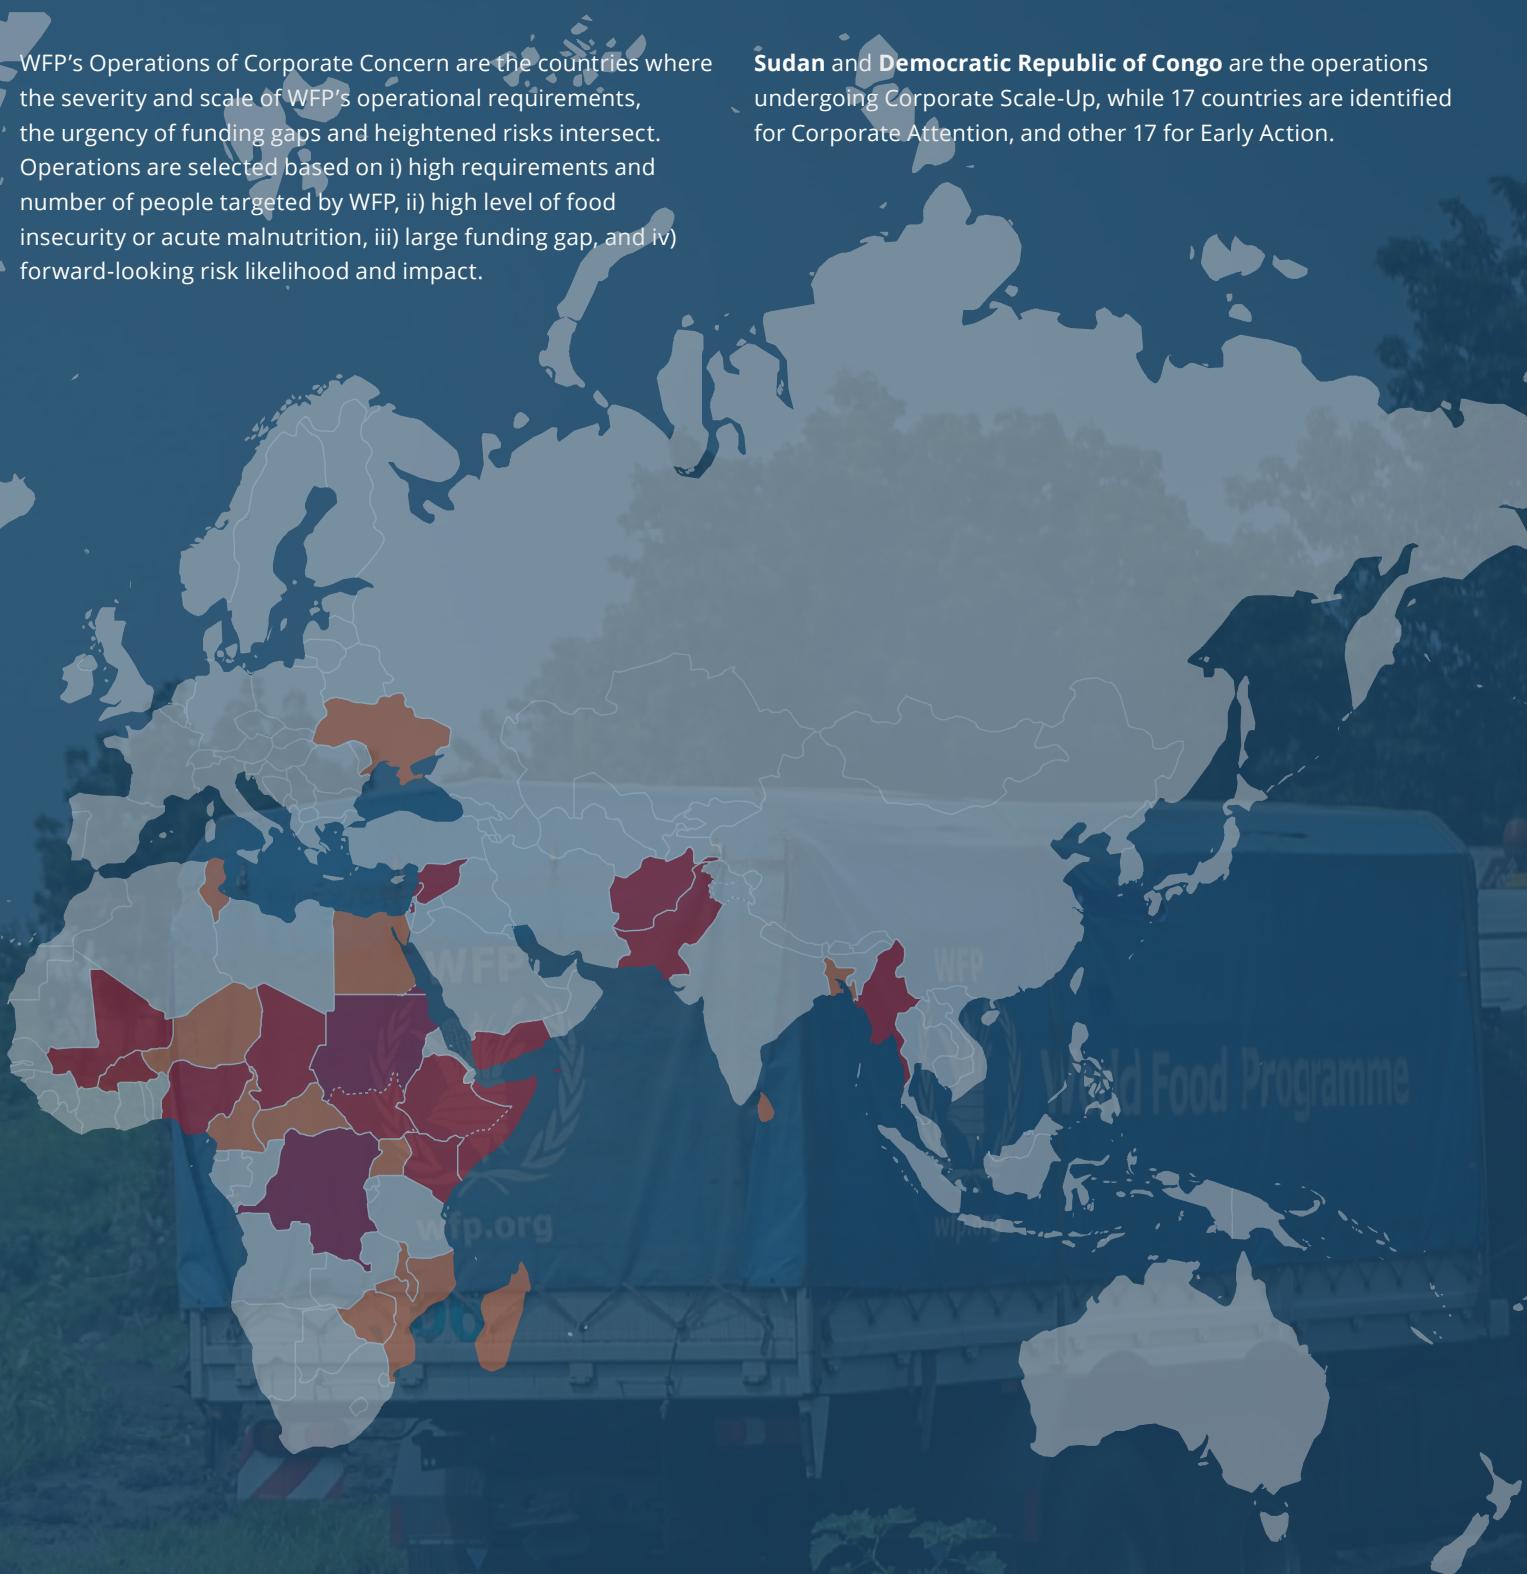 WFP’s Operations of Corporate Concern are the countries where
the severity and scale of WFP’s operational requirements,
the urgency of funding gaps and heightened risks intersect.
Operations are selected based on i) high requirements and
number of people targeted by WFP, ii) high level of food
insecurity or acute malnutrition, iii) large funding gap, and iv)
forward-looking risk likelihood and impact.
Sudan and Democratic Republic of Congo are the operations
undergoing Corporate Scale-Up, while 17 countries are identified
for Corporate Attention, and other 17 for Early Action.
WFP
wfp.org
WFP
World Food Programme
wfp.org